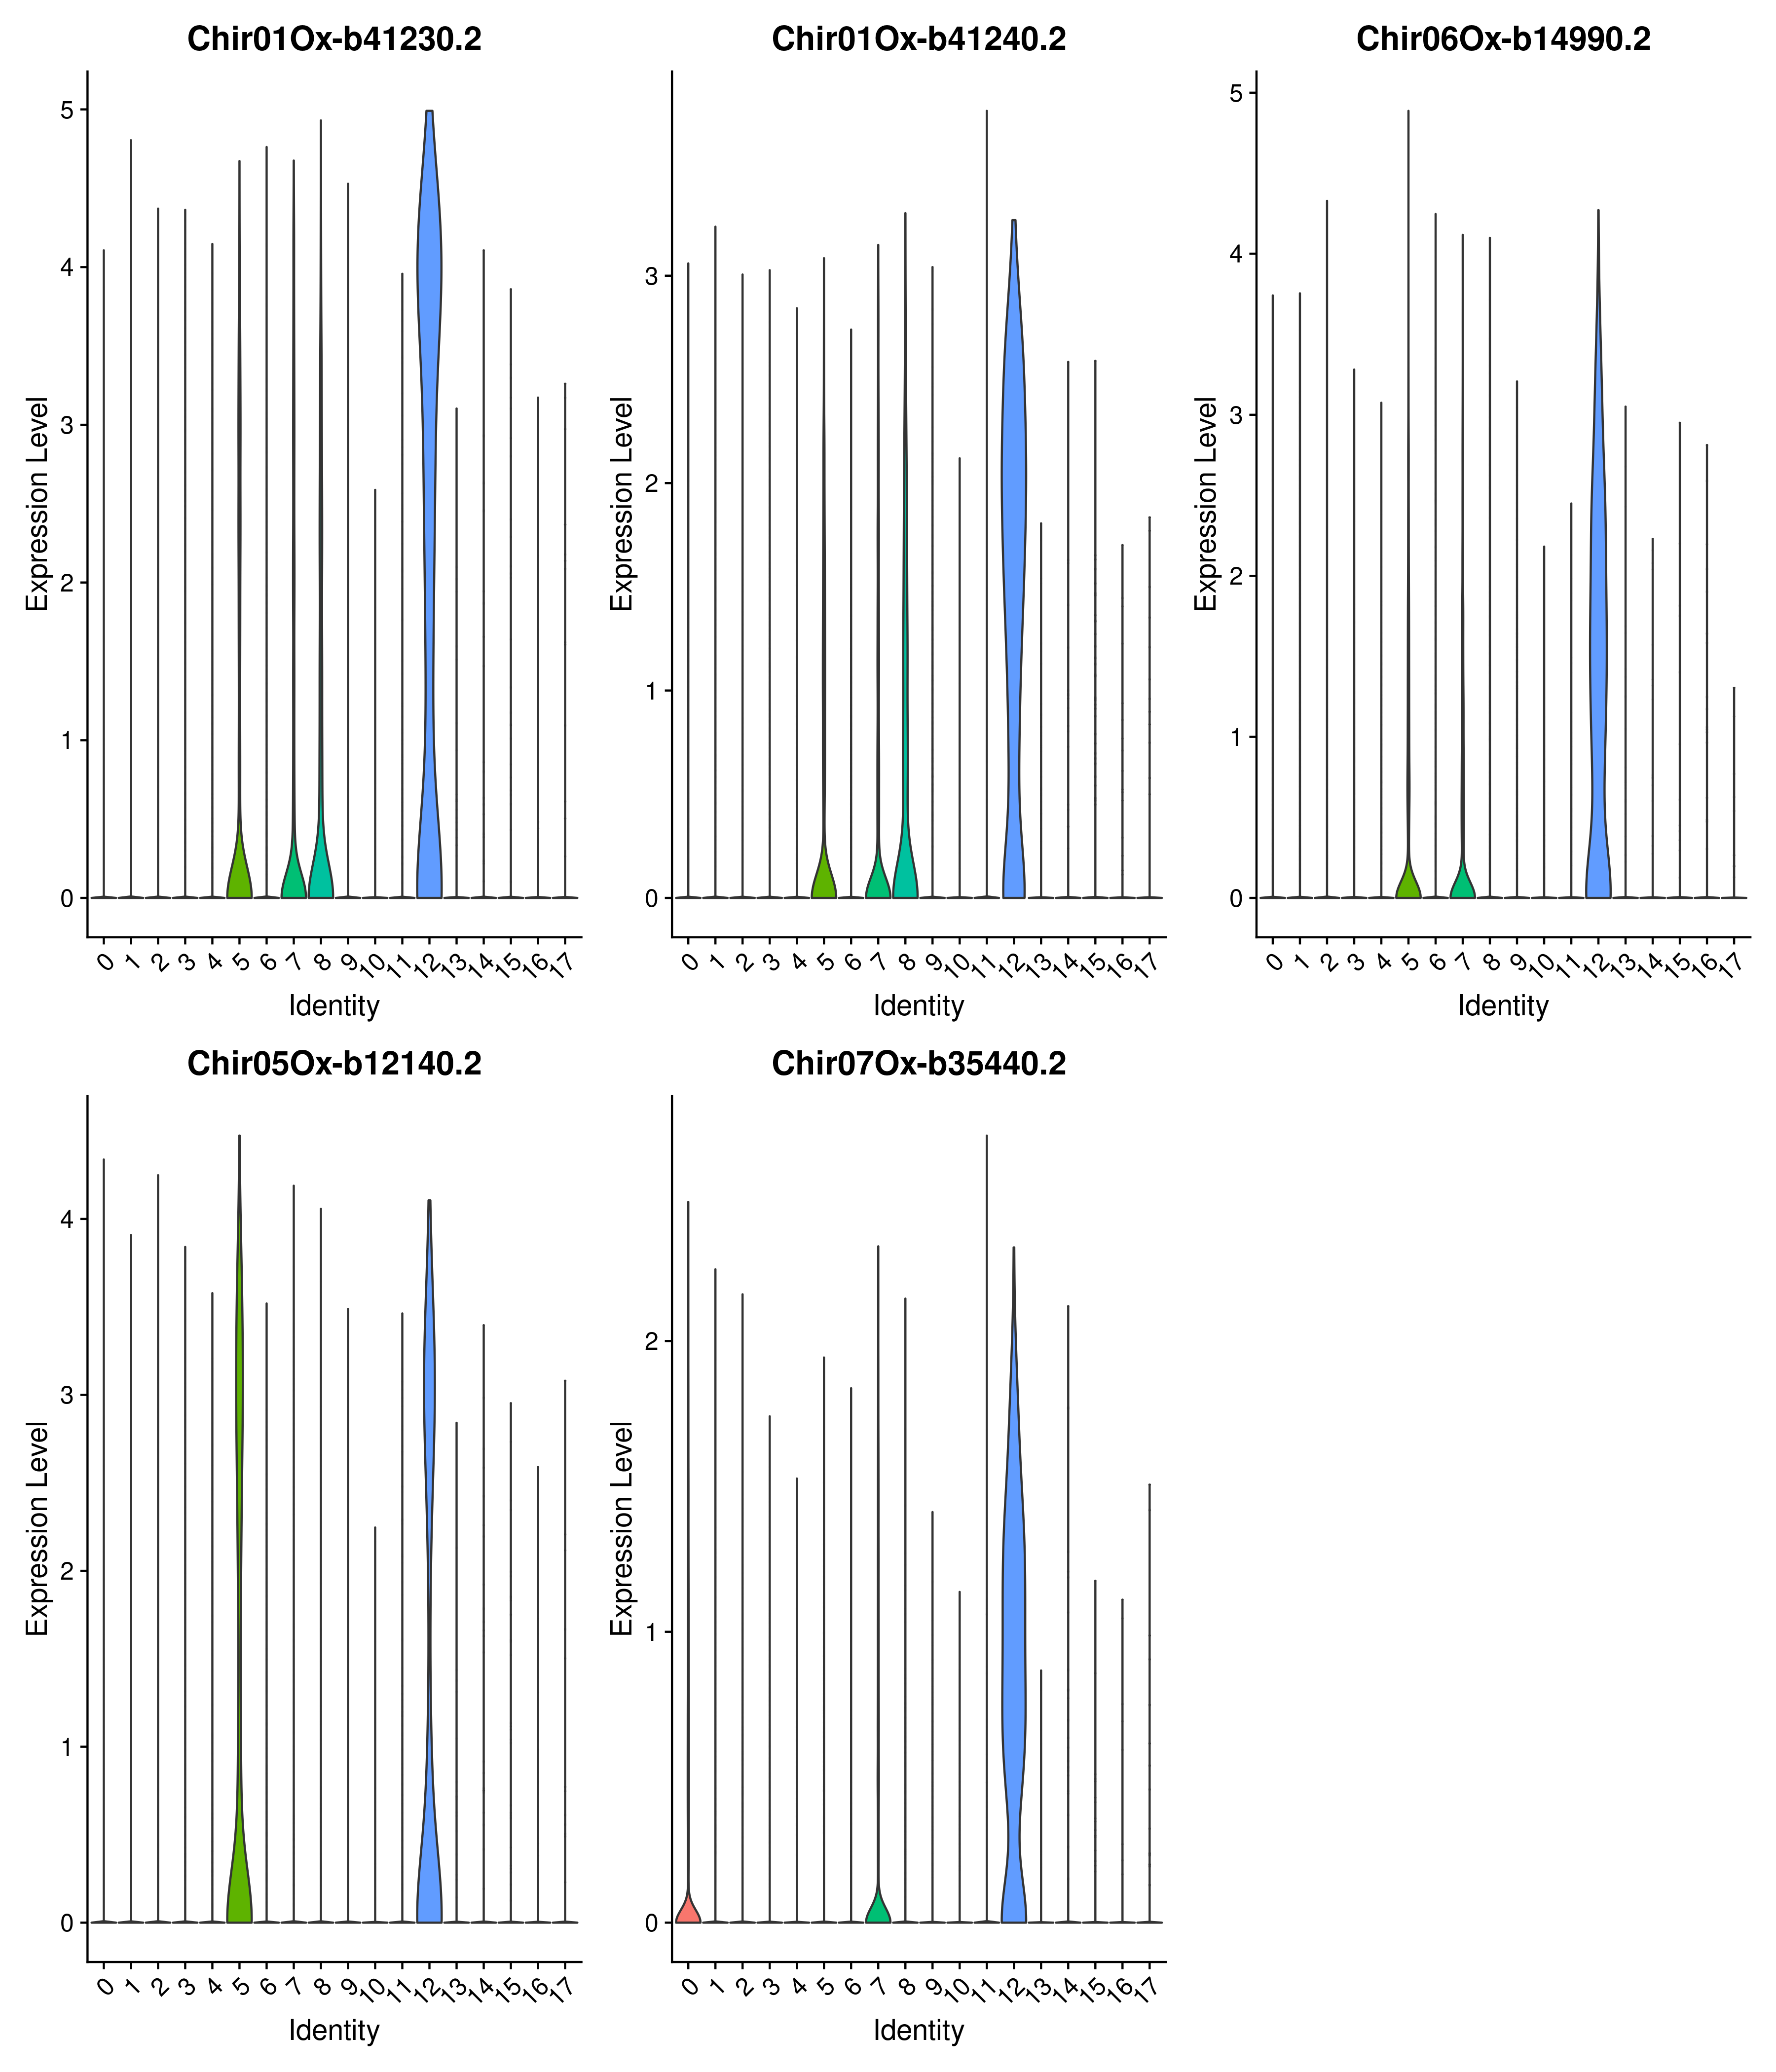 Chir01Ox-b41230.2
Chir01Ox-b41240.2
Chir06Ox-b14990.2
Expression Level
5
4
3
2
1
0
0 1 2 3 4 5 6 7 8 9 10 11 12 13 14 15 16 17
Identity
Expression Level
3
2
1
0
0 1 2 3 4 5 6 7 8 9 10 11 12 13 14 15 16 17
Identity
Expression Level
5
4
3
2
1
0
0 1 2 3 4 5 6 7 8 9 10 11 12 13 14 15 16 17
Identity
Chir05Ox-b12140.2
Chir07Ox-b35440.2
Expression Level
4
3
2
1
0
0 1 2 3 4 5 6 7 8 9 10 11 12 13 14 15 16 17
Identity
Expression Level
2
1
0
0 1 2 3 4 5 6 7 8 9 10 11 12 13 14 15 16 17
Identity